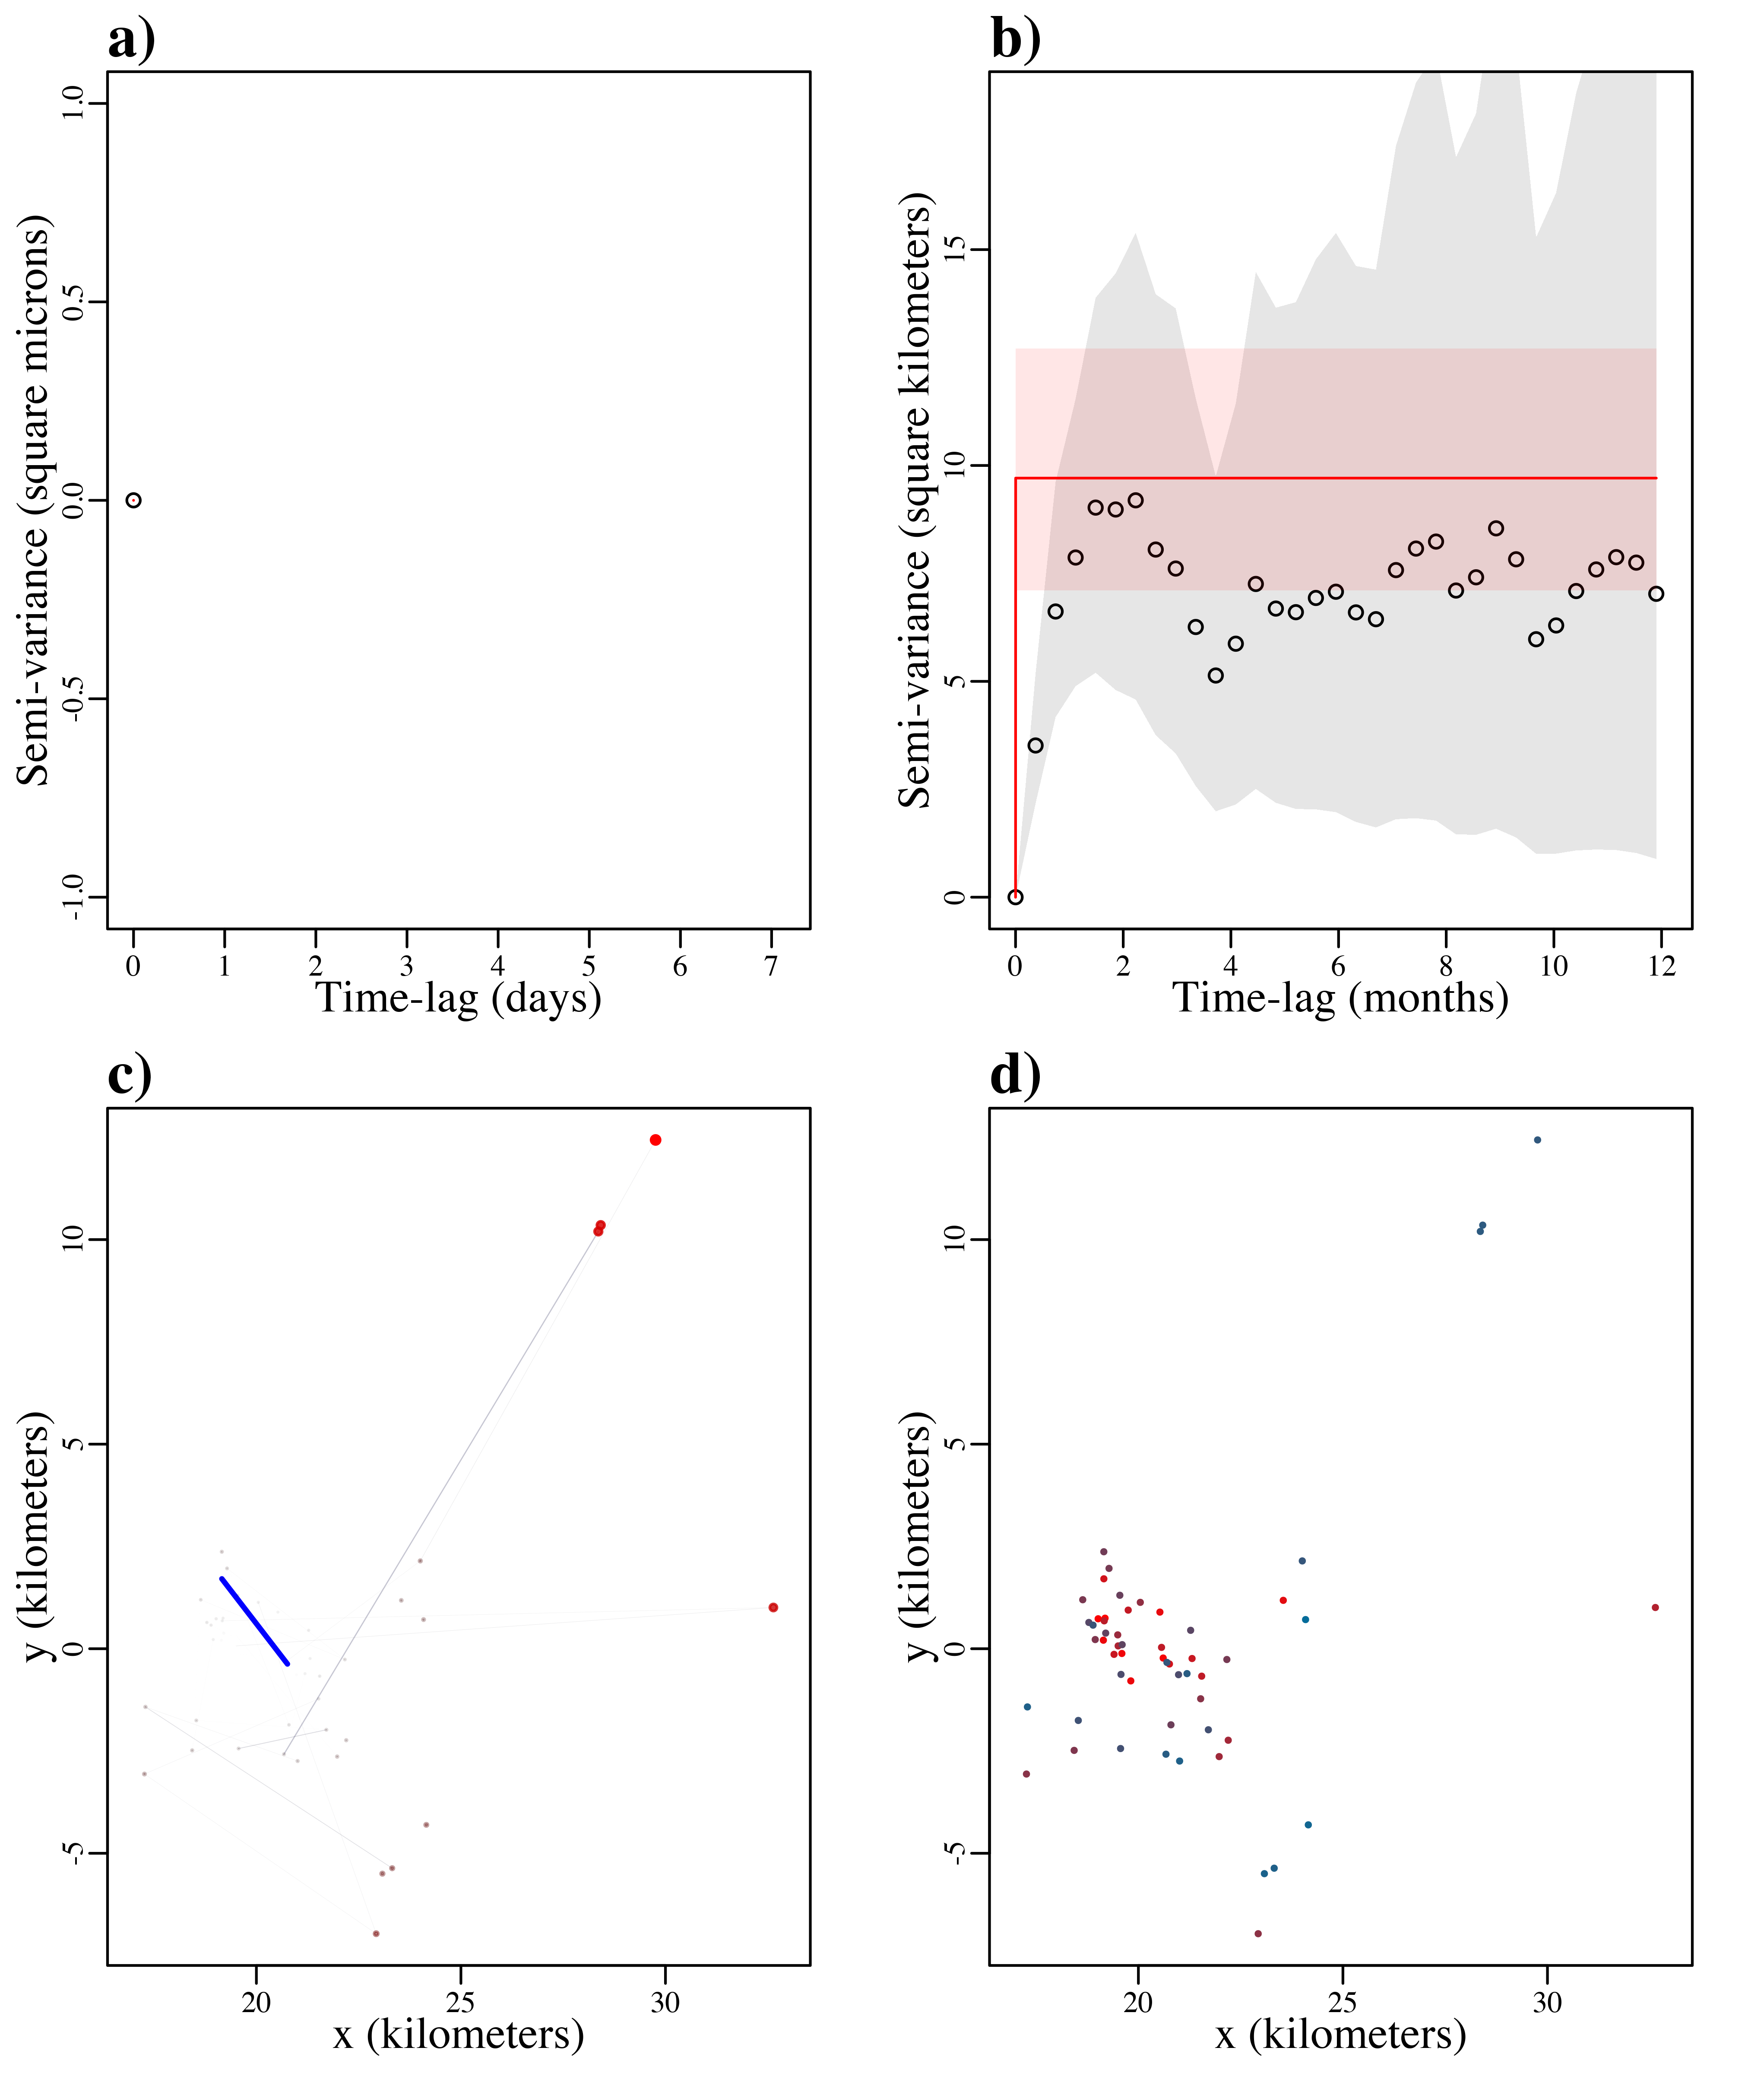 a)
Semi-variance (square microns)
1.0
0.5
0.0
-0.5
-1.0
0 1 2 3 4 5 6 7
Time-lag (days)
b)
Semi-variance (square kilometers)
15
10
5
0
0 2 4 6 8 10 12
Time-lag (months)
c)
y (kilometers)
10
5
0
-5
20 25 30
x (kilometers)
d)
y (kilometers)
10
5
0
-5
20 25 30
x (kilometers)